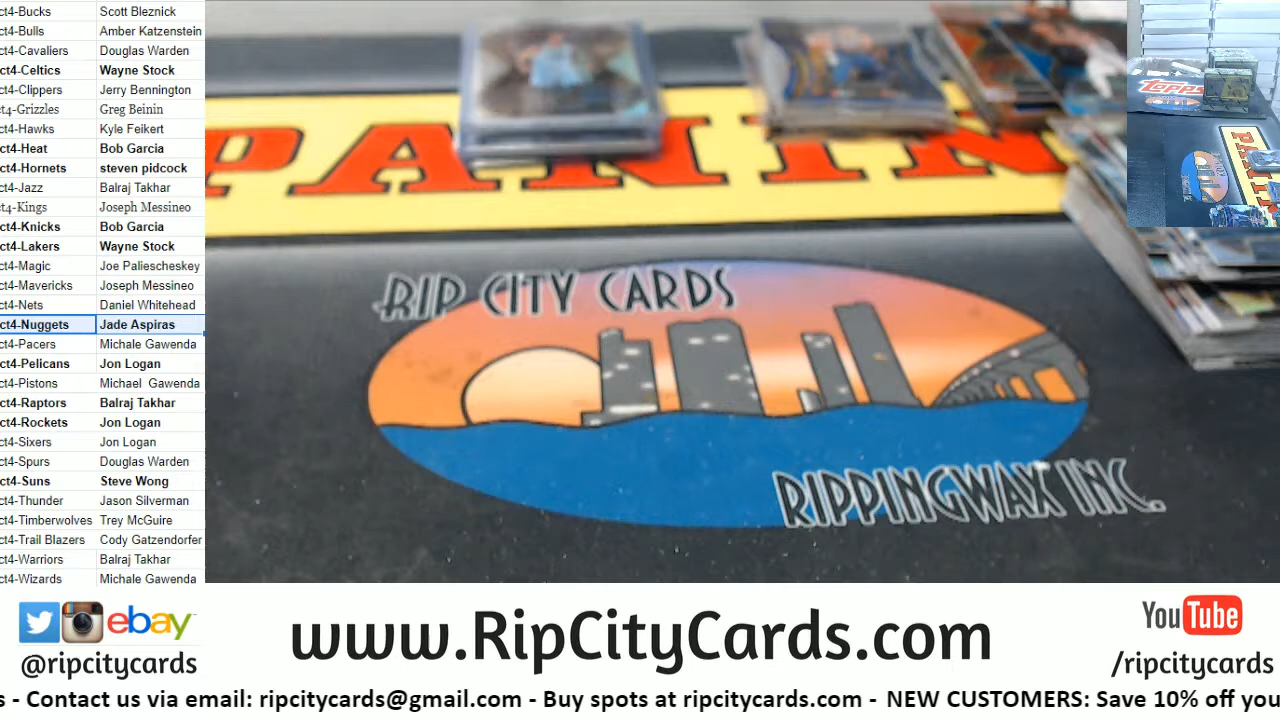 ct4-Bucks Scott Bleznick
ct4-Bulls Amber Katzenstein
ct4-Cavaliers Douglas Warden
ct4-Celtics Wayne Stock
ct4-Clippers Jerry Bennington
ct4-Grizzles Greg Beinin
ct4-Hawks Kyle Feikert
ct4-Heat Bob Garcia
ct4-Hornets steven pidcock
ct4-Jazz Balraj Takhar
ct4-Kings Joseph Messineo
ct4-Knicks Bob Garcia
ct4-Lakers Wayne Stock
ct4-Magic Joe Paliescheskey
ct4-Mavericks Joseph Messineo
ct4-Nets Daniel Whitehead
ct4-Nuggets Jade Aspiras
ct4-Pacers Michale Gawenda
ct4-Pelicans Jon Logan
ct4-Pistons Michael Gawenda
ct4-Raptors Balraj Takhar
ct4-Rockets Jon Logan
ct4-Sixers Jon Logan
ct4-Spurs Douglas Warden
ct4-Suns Steve Wong
ct4-Thunder Jason Silverman
ct4-Timberwolves Trey McGuire
ct4-Trail Blazers Cody Gatzendorfer
ct4-Warriors Balraj Takhar
ct4-Wizards Michale Gawenda
PANIN
RIP CITY CARDS
RIPPINGWAX INC.
Topps
PANINI
ebay
@ripcitycards
www.RipCityCards.com
YouTube
/ripcitycards
s - Contact us via email: ripcitycards@gmail.com - Buy spots at ripcitycards.com - NEW CUSTOMERS: Save 10% off you